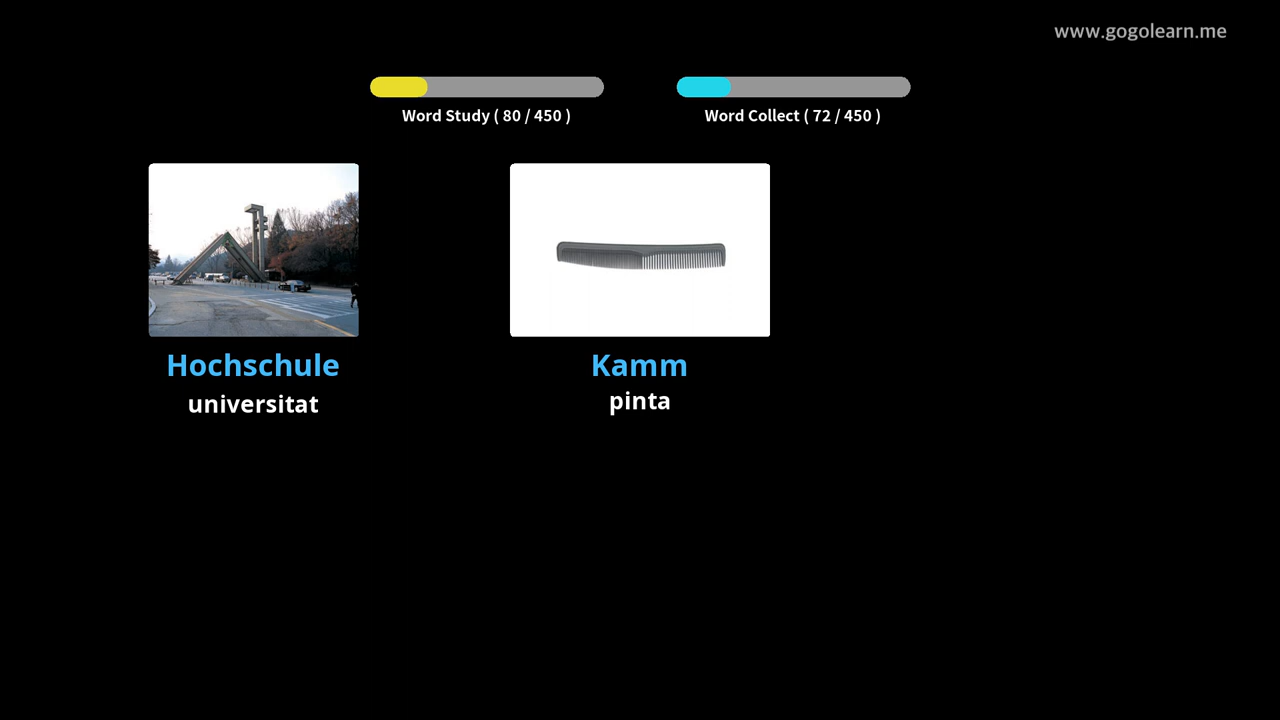 www.gogolearn.me
Word Study ( 80 / 450 )
Word Collect ( 72 / 450 )
Hochschule
universitat
Kamm
pinta